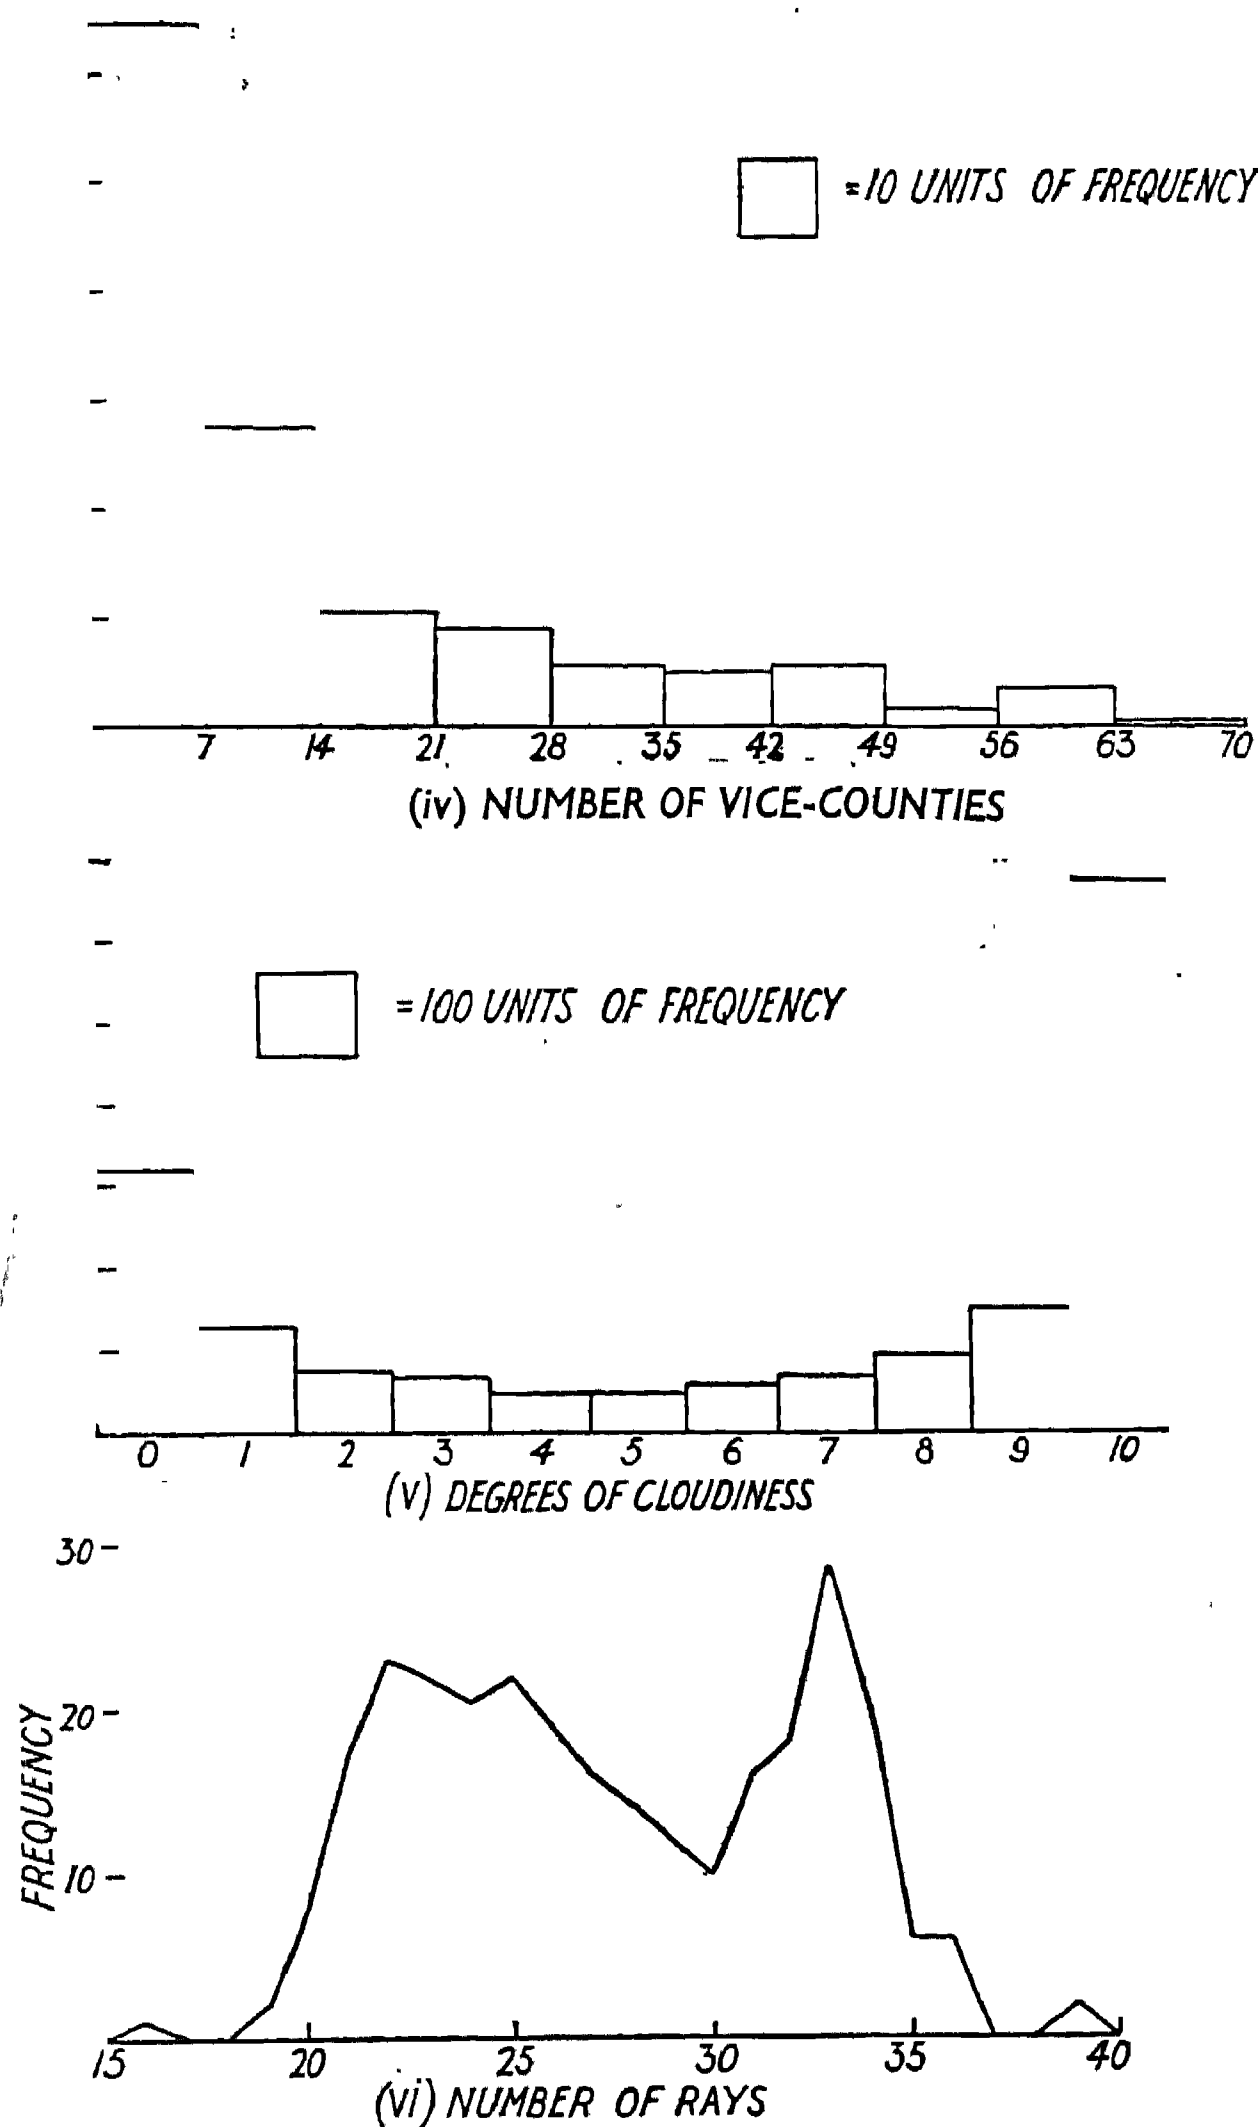 =10 UNITS OF FREQUENCY
7 14 21 28 35 42 49 56 63 70
(iv) NUMBER OF VICE-COUNTIES
=100 UNITS OF FREQUENCY
0 1 2 3 4 5 6 7 8 9 10
(v) DEGREES OF CLOUDINESS
30
20
10
FREQUENCY
15 20 25 30 35 40
(vi) NUMBER OF RAYS